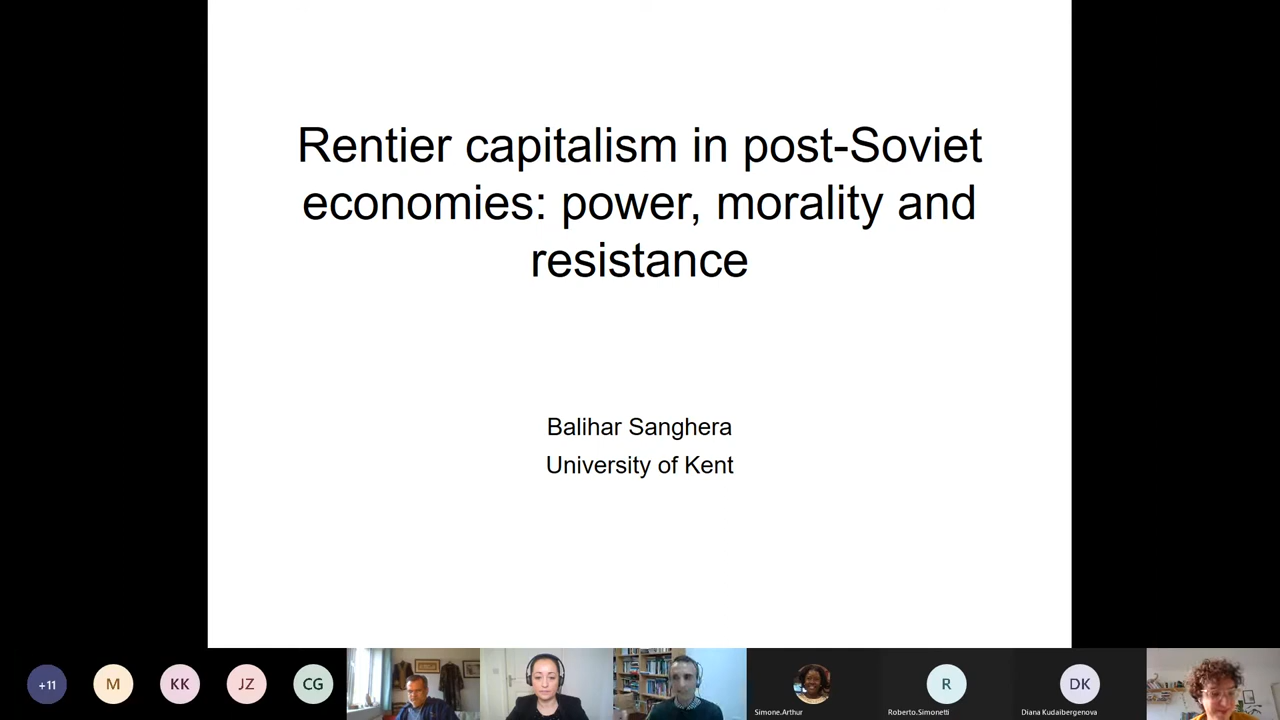 Rentier capitalism in post-Soviet
economies: power, morality and
resistance
Balihar Sanghera
University of Kent
+11
M
KK
JZ
CG
Simone.Arthur
R
Roberto.Simonetti
DK
Diana Kudaibergenova